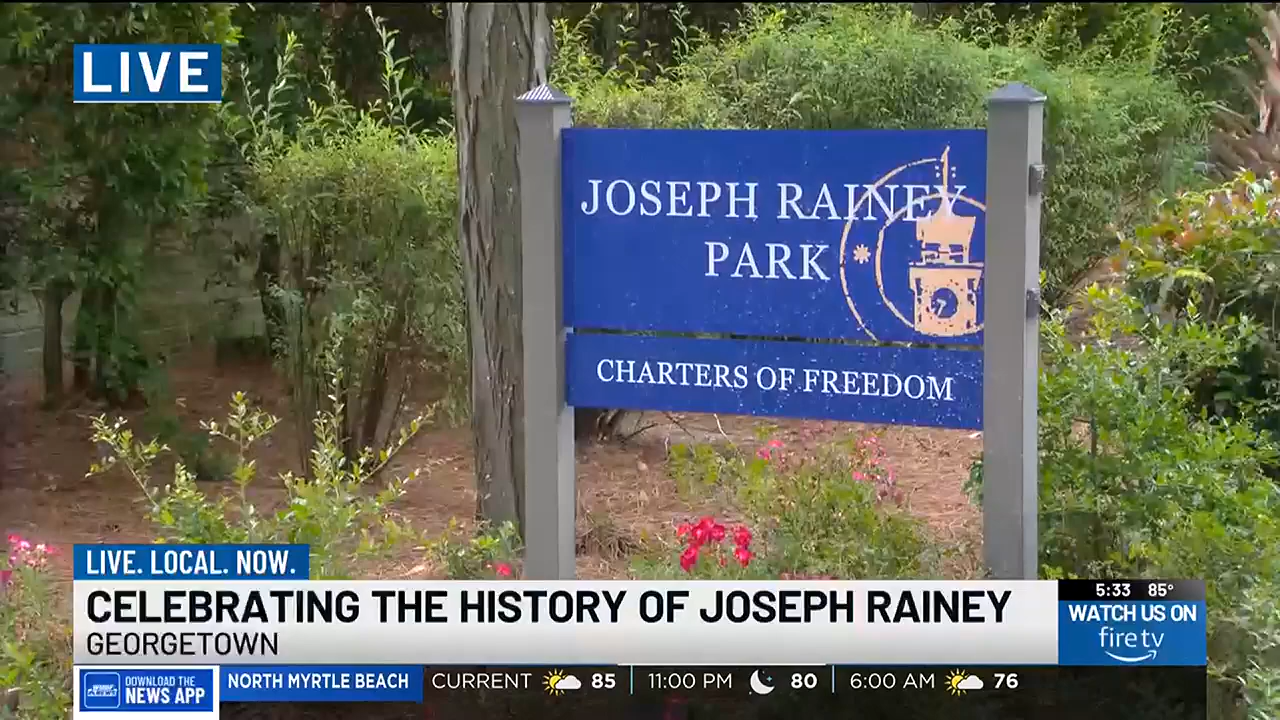 LIVE
JOSEPH RAINEY
PARK
CHARTERS OF FREEDOM
LIVE. LOCAL. NOW.
CELEBRATING THE HISTORY OF JOSEPH RAINEY
GEORGETOWN
5:33 85°
WATCH US ON
fire tv
DOWNLOAD THE
NEWS APP
NORTH MYRTLE BEACH
CURRENT 85 11:00 PM 80 6:00 AM 76